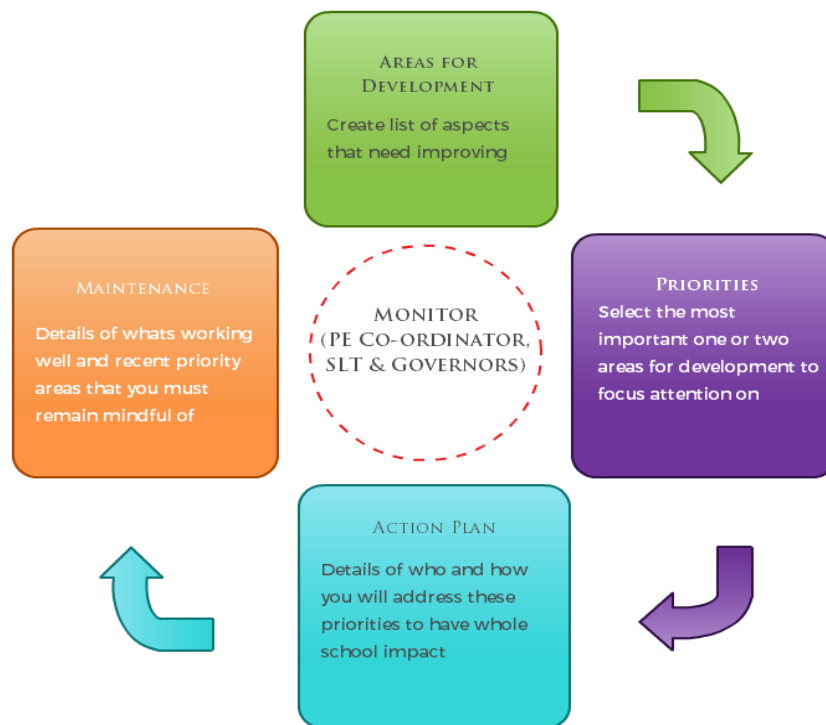 AREAS FOR
DEVELOPMENT
Create list of aspects
that need improving
PRIORITIES
Select the most
important one or two
areas for development to
focus attention on
ACTION PLAN
Details of who and how
you will address these
priorities to have whole
school impact
MAINTENANCE
Details of whats working
well and recent priority
areas that you must
remain mindful of
MONITOR
(PE CO-ORDINATOR,
SLT & GOVERNORS)